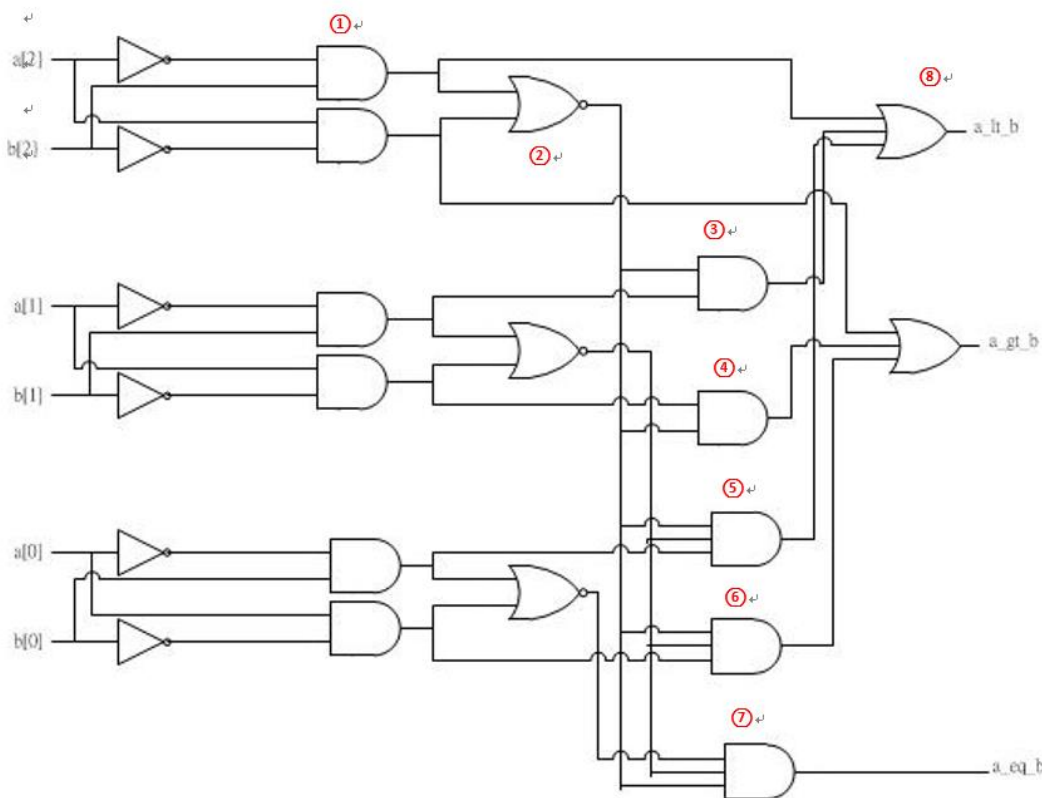 ①
a[2]
⑧
a_lt_b
b[2]
②
③
a[1]
a_gt_b
④
b[1]
⑤
a[0]
⑥
b[0]
⑦
a_eq_b